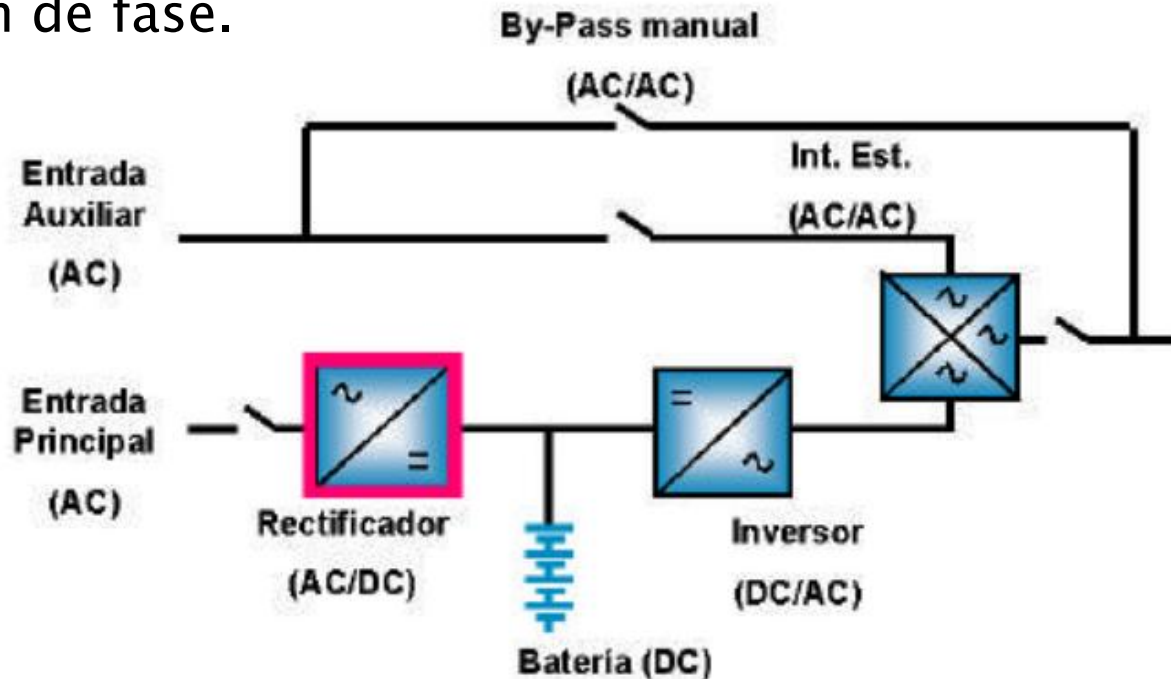 n de fase.
By-Pass manual
(AC/AC)
Int. Est.
(AC/AC)
Entrada
Auxiliar
(AC)
Entrada
Principal
(AC)
Rectificador
(AC/DC)
Inversor
(DC/AC)
Batería (DC)